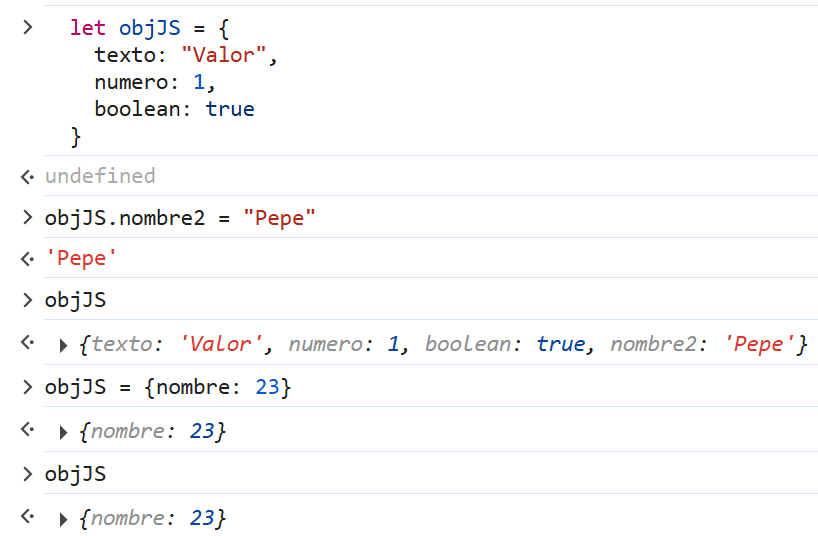 let objJS = {
texto: "Valor",
numero: 1,
boolean: true
}
undefined
objJS.nombre2 = "Pepe"
'Pepe'
objJS
{texto: 'Valor', numero: 1, boolean: true, nombre2: 'Pepe'}
objJS = {nombre: 23}
{nombre: 23}
objJS
{nombre: 23}